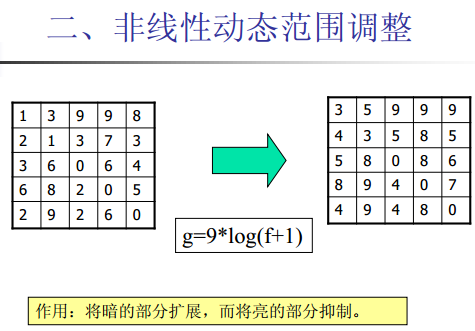 二、非线性动态范围调整
1 3 9 9 8
2 1 3 7 3
3 6 0 6 4
6 8 2 0 5
2 9 2 6 0
g=9*log(f+1)
3 5 9 9 9
4 3 5 8 5
5 8 0 8 6
8 9 4 0 7
4 9 4 8 0
作用：将暗的部分扩展，而将亮的部分抑制。